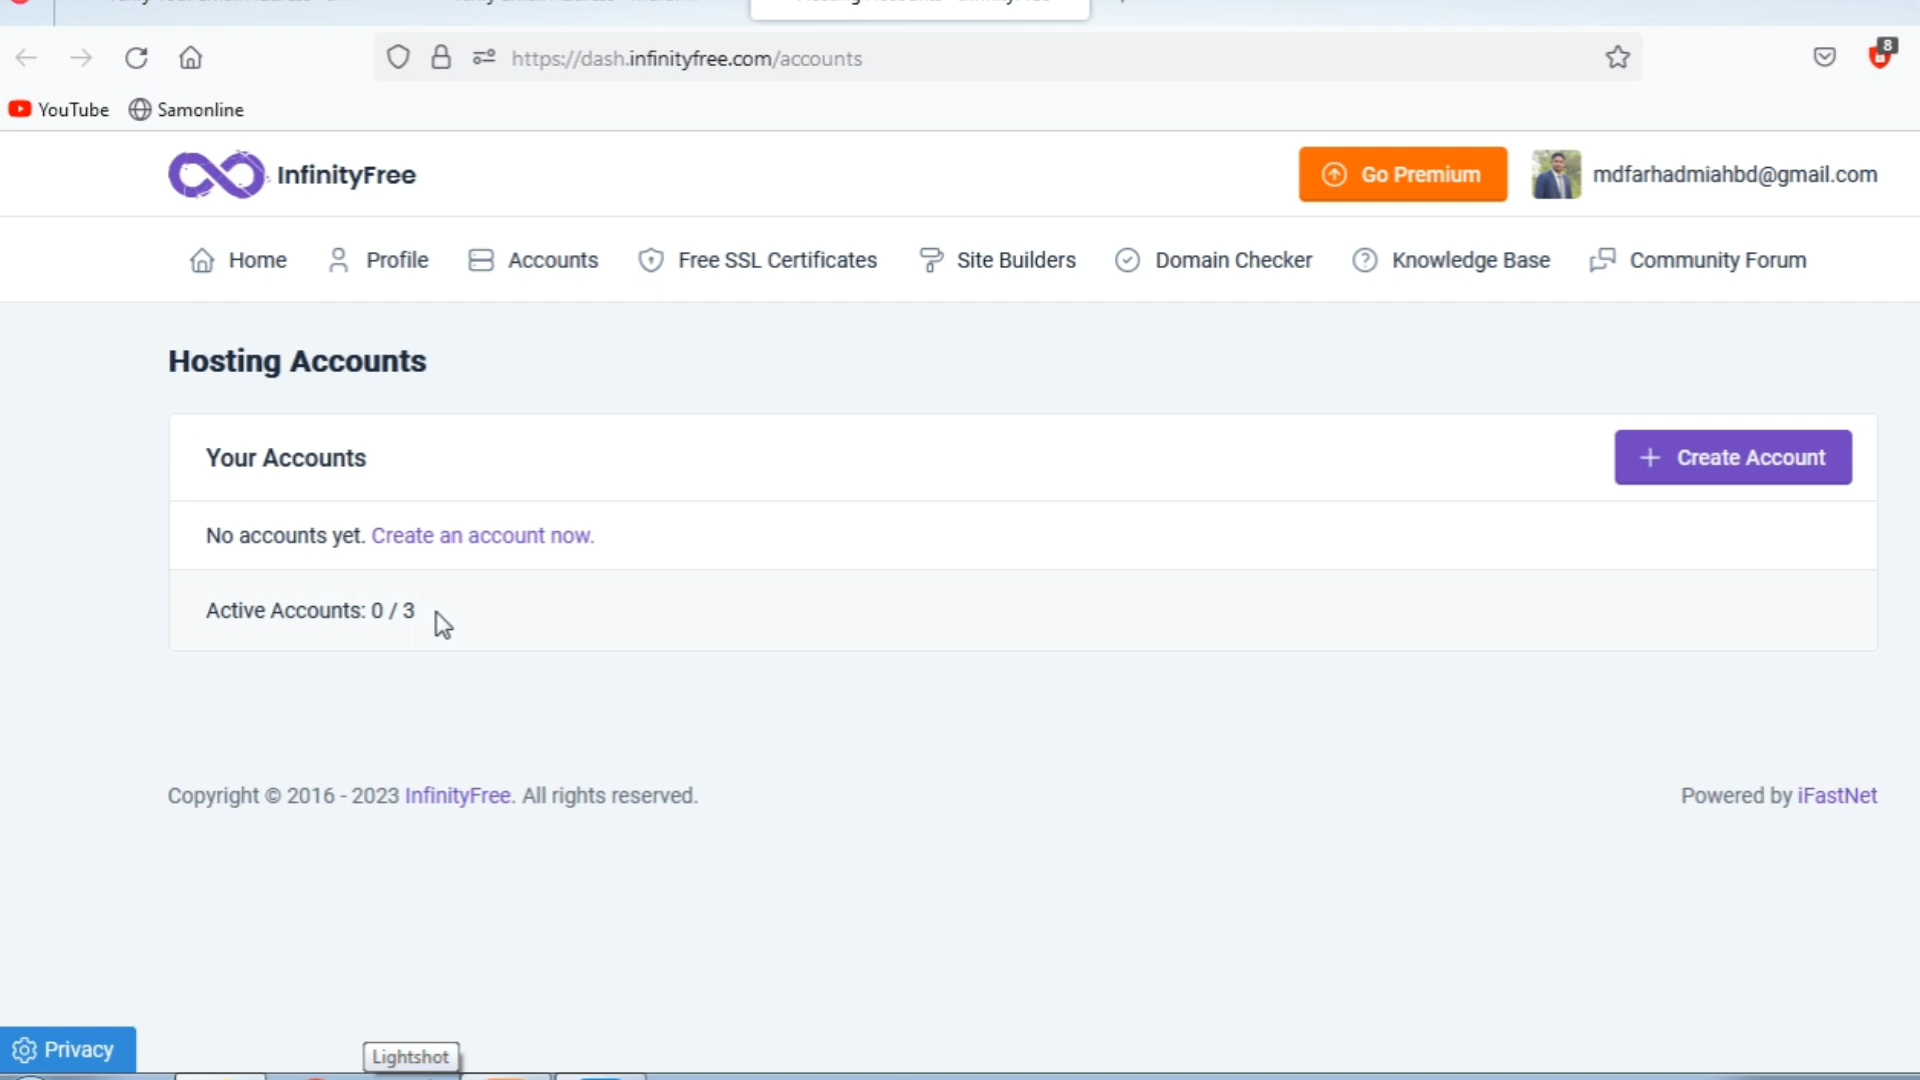 https://dash.infinityfree.com/accounts
8
YouTube
Samonline
InfinityFree
Go Premium
mdfarhadmiahbd@gmail.com
Home
Profile
Accounts
Free SSL Certificates
Site Builders
Domain Checker
Knowledge Base
Community Forum
Hosting Accounts
Your Accounts
+ Create Account
No accounts yet. Create an account now.
Active Accounts: 0 / 3
Copyright © 2016 - 2023 InfinityFree. All rights reserved.
Powered by iFastNet
Privacy
Lightshot